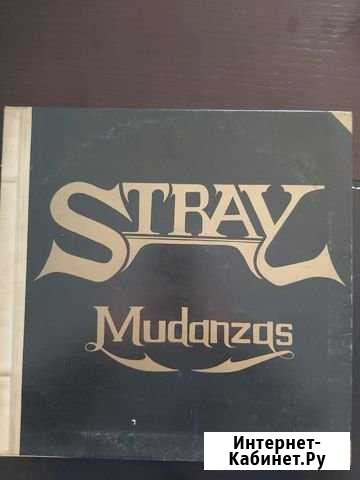 STRAY
Mudanzas
Интернет-
Кабинет.Ру